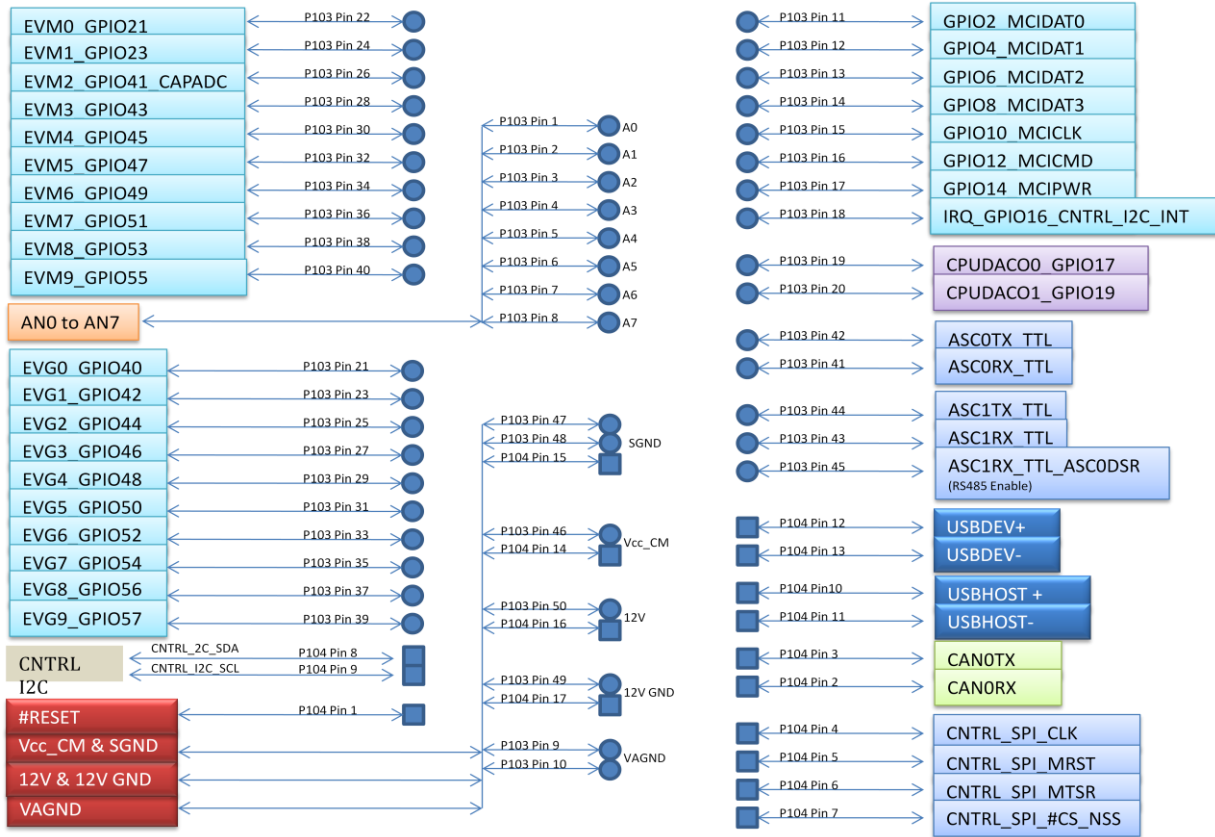 EVM0_GPIO21
P103 Pin 22
EVM1_GPIO23
P103 Pin 24
EVM2_GPIO41_CAPADC
P103 Pin 26
EVM3_GPIO43
P103 Pin 28
EVM4_GPIO45
P103 Pin 30
EVM5_GPIO47
P103 Pin 32
EVM6_GPIO49
P103 Pin 34
EVM7_GPIO51
P103 Pin 36
EVM8_GPIO53
P103 Pin 38
EVM9_GPIO55
P103 Pin 40
AN0 to AN7
EVG0_GPIO40
P103 Pin 21
EVG1_GPIO42
P103 Pin 23
EVG2_GPIO44
P103 Pin 25
EVG3_GPIO46
P103 Pin 27
EVG4_GPIO48
P103 Pin 29
EVG5_GPIO50
P103 Pin 31
EVG6_GPIO52
P103 Pin 33
EVG7_GPIO54
P103 Pin 35
EVG8_GPIO56
P103 Pin 37
EVG9_GPIO57
P103 Pin 39
CNTRL
I2C
CNTRL_2C_SDA
P104 Pin 8
CNTRL_I2C_SCL
P104 Pin 9
#RESET
P104 Pin 1
Vcc_CM & SGND
12V & 12V GND
VAGND
P103 Pin 1
A0
P103 Pin 2
A1
P103 Pin 3
A2
P103 Pin 4
A3
P103 Pin 5
A4
P103 Pin 6
A5
P103 Pin 7
A6
P103 Pin 8
A7
P103 Pin 47
P103 Pin 48
SGND
P104 Pin 15
P103 Pin 46
Vcc_CM
P104 Pin 14
P103 Pin 50
12V
P104 Pin 16
P103 Pin 49
12V GND
P104 Pin 17
P103 Pin 9
VAGND
P103 Pin 10
P103 Pin 11
GPIO2_MCIDAT0
P103 Pin 12
GPIO4_MCIDAT1
P103 Pin 13
GPIO6_MCIDAT2
P103 Pin 14
GPIO8_MCIDAT3
P103 Pin 15
GPIO10_MCICLK
P103 Pin 16
GPIO12_MCICMD
P103 Pin 17
GPIO14_MCIPWR
P103 Pin 18
IRQ_GPIO16_CNTRL_I2C_INT
P103 Pin 19
CPUDACO0_GPIO17
P103 Pin 20
CPUDACO1_GPIO19
P103 Pin 42
ASC0TX_TTL
P103 Pin 41
ASC0RX_TTL
P103 Pin 44
ASC1TX_TTL
P103 Pin 43
ASC1RX_TTL
P103 Pin 45
ASC1RX_TTL_ASC0DSR
(RS485 Enable)
P104 Pin 12
USBDEV+
P104 Pin 13
USBDEV-
P104 Pin10
USBHOST +
P104 Pin 11
USBHOST-
P104 Pin 3
CAN0TX
P104 Pin 2
CAN0RX
P104 Pin 4
CNTRL_SPI_CLK
P104 Pin 5
CNTRL_SPI_MRST
P104 Pin 6
CNTRL_SPI_MTSR
P104 Pin 7
CNTRL_SPI_#CS_NSS